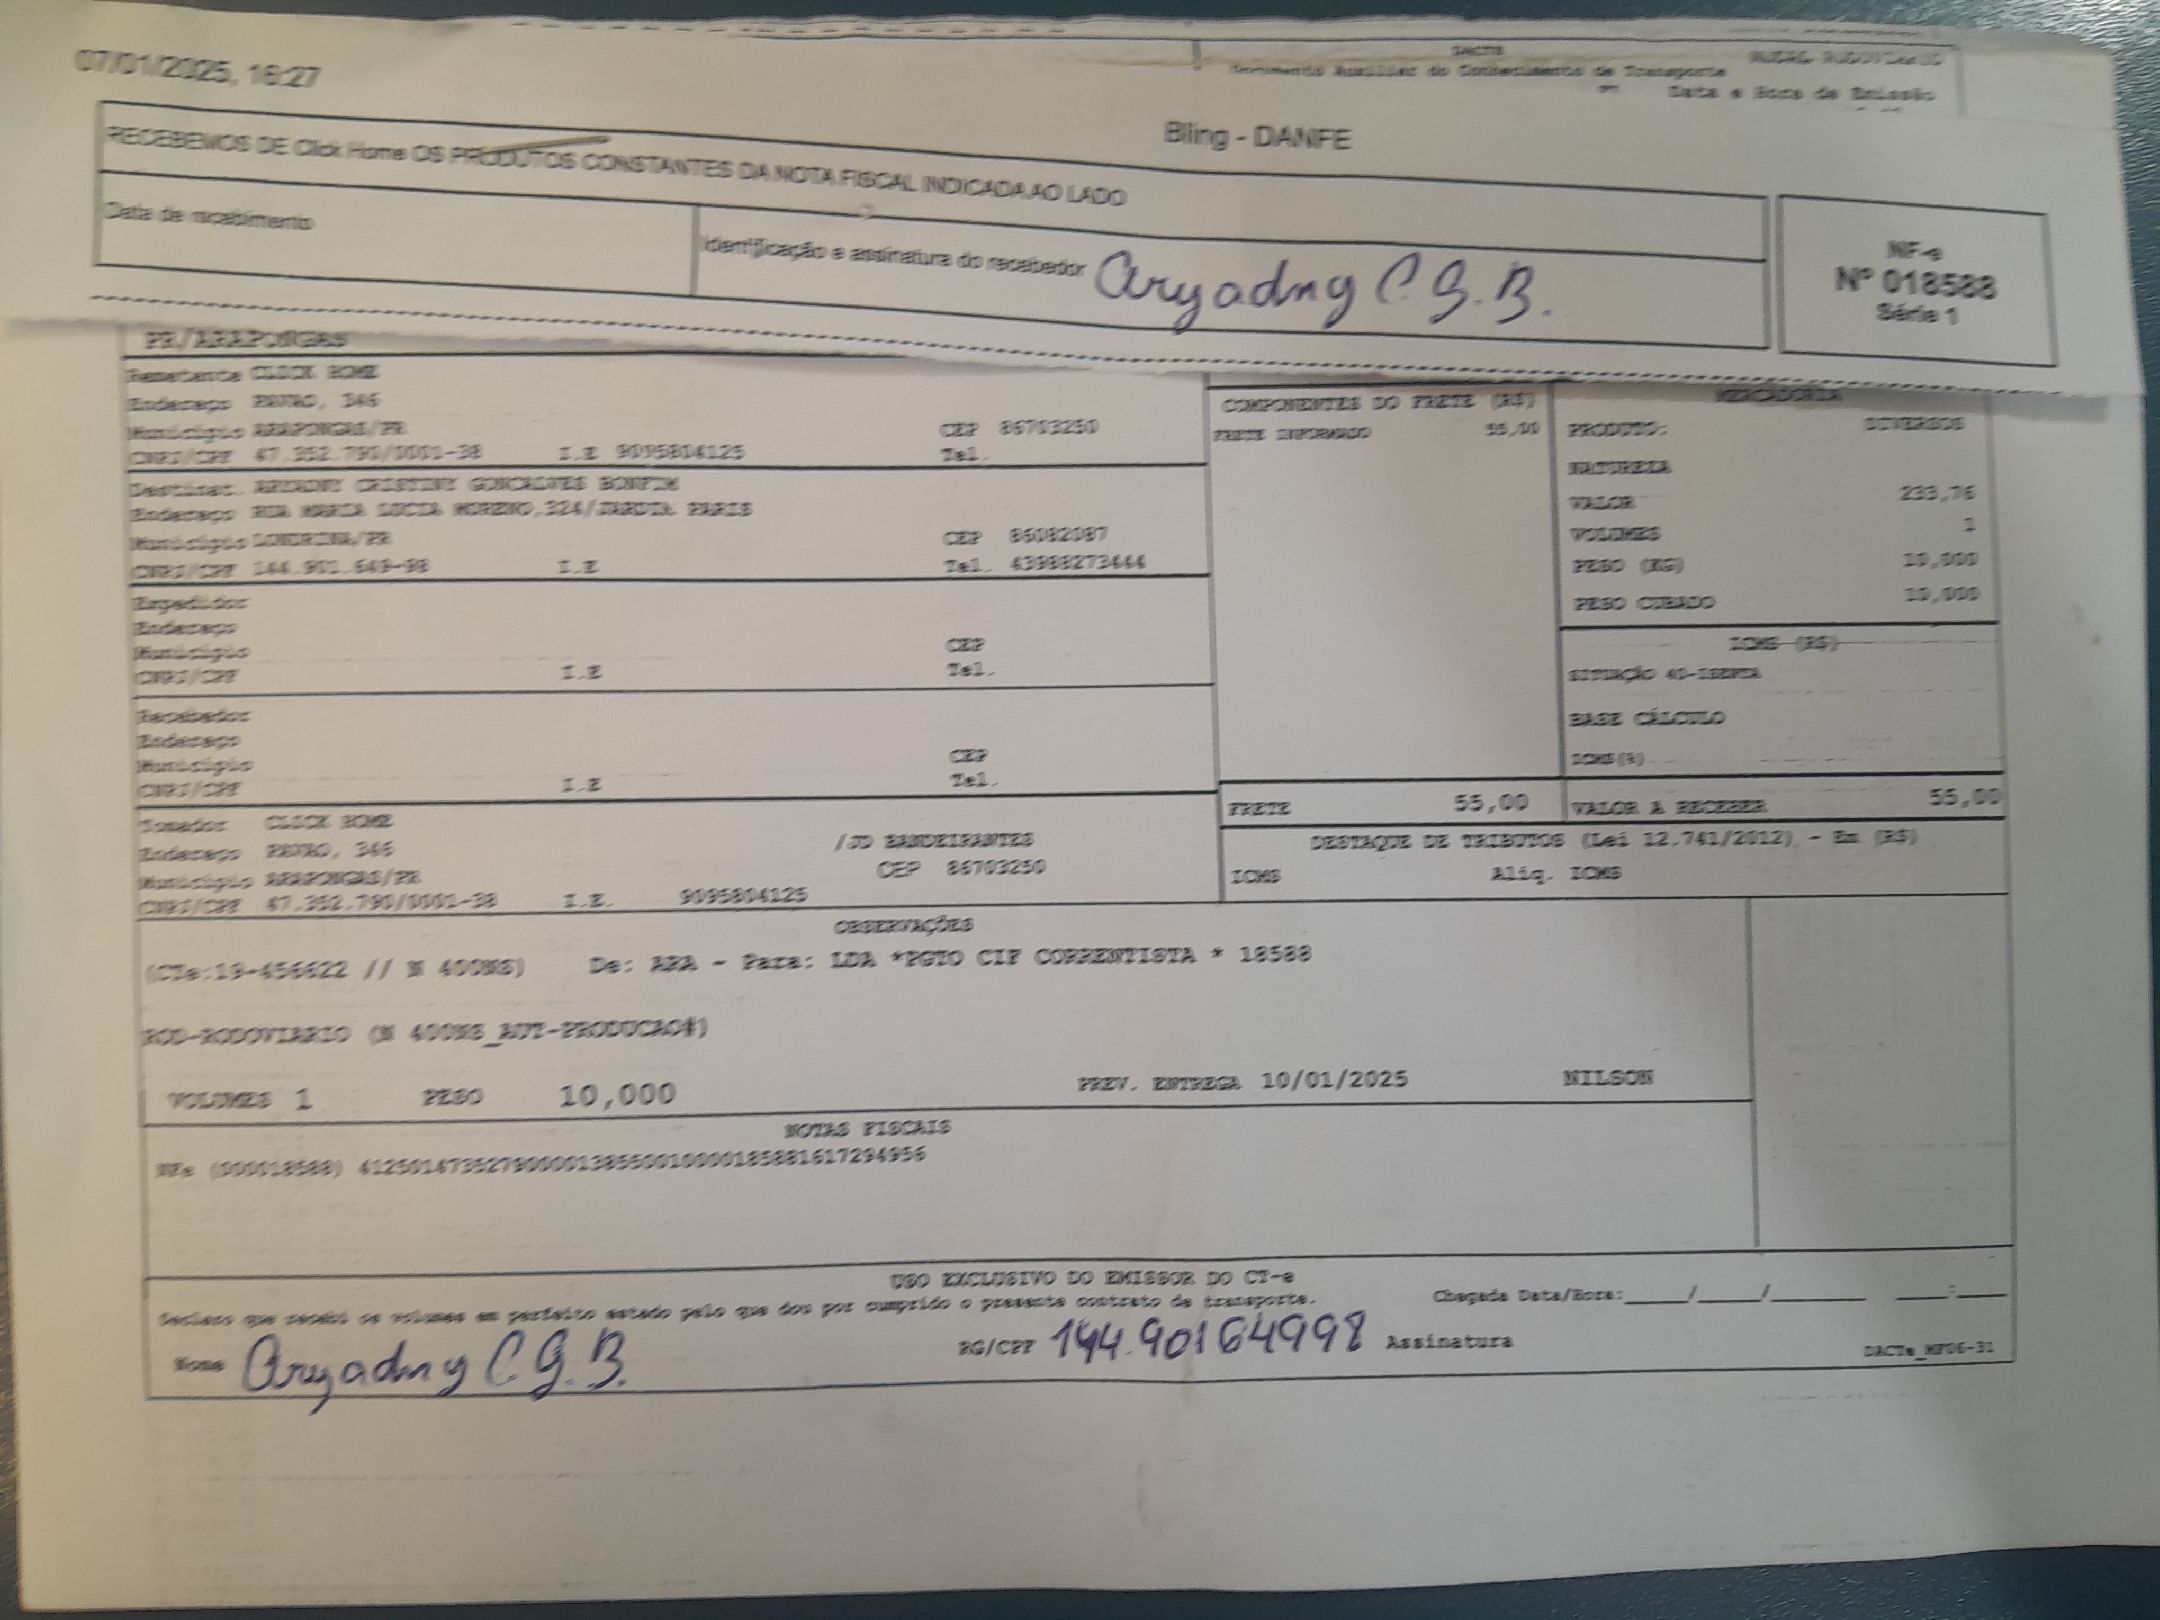 07/01/2025, 16:27
DACTE
Documento Auxiliar do Conhecimento de Transporte
Data e Hora de Emissão
Bling - DANFE
RECEBEMOS DE Click Home OS PRODUTOS CONSTANTES DA NOTA FISCAL INDICADA AO LADO
Data de recebimento
Identificação e assinatura do recebedor Aryadny C G. B.
NF-e
Nº 018588
Série 1
PR/ARAPONGAS
Remetente CLICK HOME
Endereço PAVAO, 346
Município ARAPONGAS/PR CEP 86703250
CNPJ/CPF 47.352.790/0001-38 I.E 9095804125 Tel.
Destinat. ARYADNY CRISTINY GONCALVES BONFIM
Endereço RUA MARIA LUCIA MORENO,324/JARDIA PARIS
Município LONDRINA/PR CEP 86082087
CNPJ/CPF 144.901.649-98 I.E Tel. 43988273444
Expedidor
Endereço
Município CEP
CNPJ/CPF I.E Tel.
Recebedor
Endereço
Município CEP
CNPJ/CPF I.E Tel.
Tomador CLICK HOME
Endereço PAVAO, 346 /JD BANDEIRANTES
Município ARAPONGAS/PR CEP 86703250
CNPJ/CPF 47.352.790/0001-38 I.E. 9095804125
COMPONENTES DO FRETE (R$)
FRETE INFORMADO 55,00
MERCADORIA
PRODUTO: DIVERSOS
NATUREZA
VALOR 233,76
VOLUMES 1
PESO (KG) 10,000
PESO CUBADO 10,000
ICMS (R$)
SITUAÇÃO 40-ISENTA
BASE CÁLCULO
ICMS(%)
FRETE 55,00 VALOR A RECEBER 55,00
DESTAQUE DE TRIBUTOS (Lei 12.741/2012) - Em (R$)
ICMS Aliq. ICMS
OBSERVAÇÕES
De: ARA - Para: LDA *PGTO CIF CORRENTISTA * 18588
VOLUMES 1 PESO 10,000 PREV. ENTREGA 10/01/2025 NILSON
NOTAS FISCAIS
NFe (000018588) 41250147352790000138550010000185881617294956
USO EXCLUSIVO DO EMISSOR DO CT-e
Declaro que recebi os volumes em perfeito estado pelo que dou por cumprido o presente contrato de transporte. Chegada Data/Hora:_____/_____/________ ____:____
Nome Aryadny C G. B. RG/CPF 144.90164998 Assinatura
DACTe_MF06-31